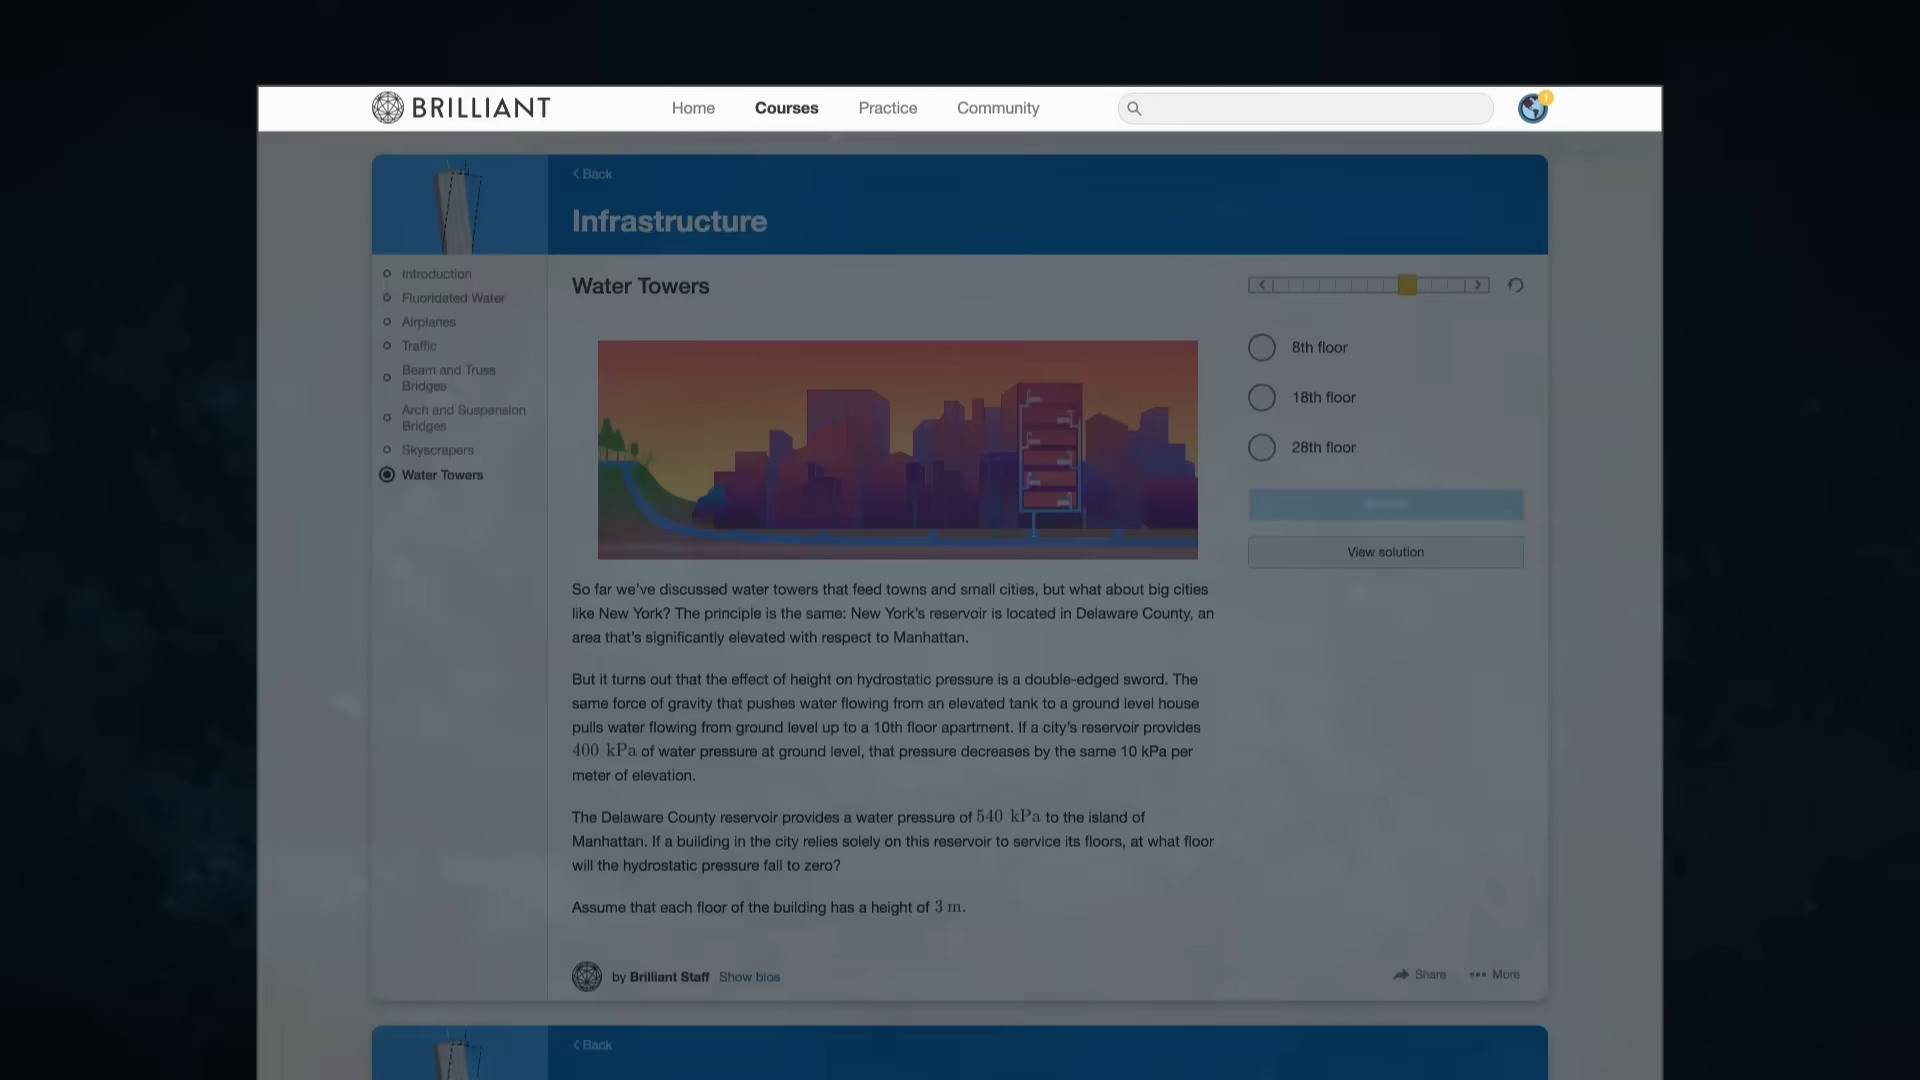 BRILLIANT
Home
Courses
Practice
Community
1
Back
Infrastructure
Introduction
Fluoridated Water
Airplanes
Traffic
Beam and Truss
Bridges
Arch and Suspension
Bridges
Skyscrapers
Water Towers
Water Towers
8th floor
18th floor
28th floor
View solution
So far we've discussed water towers that feed towns and small cities, but what about big cities
like New York? The principle is the same: New York's reservoir is located in Delaware County, an
area that's significantly elevated with respect to Manhattan.
But it turns out that the effect of height on hydrostatic pressure is a double-edged sword. The
same force of gravity that pushes water flowing from an elevated tank to a ground level house
pulls water flowing from ground level up to a 10th floor apartment. If a city's reservoir provides
400 kPa of water pressure at ground level, that pressure decreases by the same 10 kPa per
meter of elevation.
The Delaware County reservoir provides a water pressure of 540 kPa to the island of
Manhattan. If a building in the city relies solely on this reservoir to service its floors, at what floor
will the hydrostatic pressure fall to zero?
Assume that each floor of the building has a height of 3 m.
by Brilliant Staff Show bios
Share
More
Back